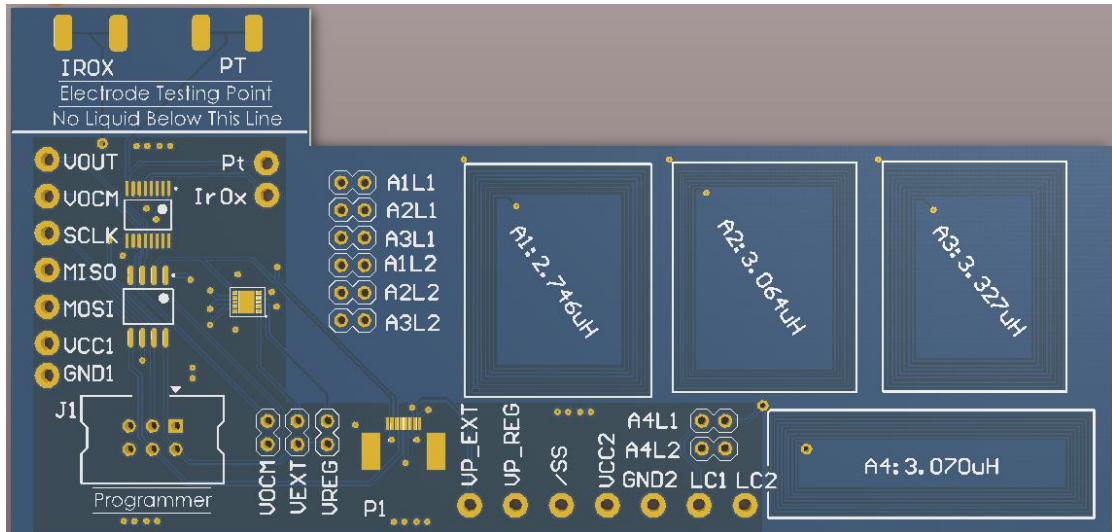 IROX
PT
Electrode Testing Point
No Liquid Below This Line
VOUT
Pt
VOCM
IrOx
SCLK
MISO
MOSI
VCC1
GND1
A1L1
A2L1
A3L1
A1L2
A2L2
A3L2
A1:2.746uH
A2:3.064uH
A3:3.327uH
J1
Programmer
VOCM
VEXT
VREG
P1
VP_EXT
VP_REG
/SS
VCC2
GND2
LC1
LC2
A4L1
A4L2
A4:3.070uH